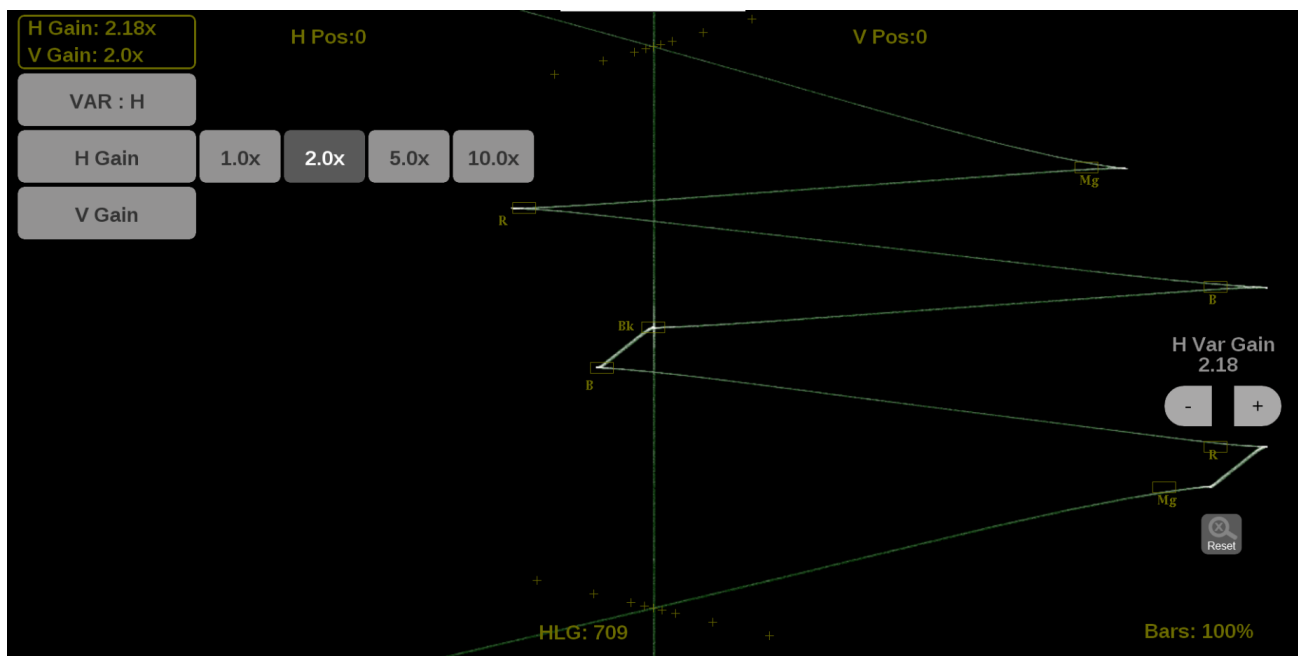 H Gain: 2.18x
V Gain: 2.0x
H Pos:0
V Pos:0
VAR : H
H Gain
1.0x
2.0x
5.0x
10.0x
V Gain
Mg
R
B
Bk
B
H Var Gain
2.18
-
+
R
Mg
Reset
HLG: 709
Bars: 100%